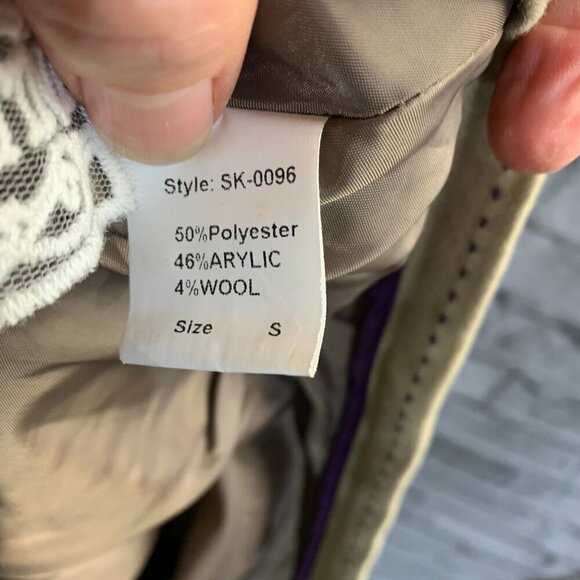 Style: SK-0096
50%Polyester
46%ARYLIC
4%WOOL
Size S